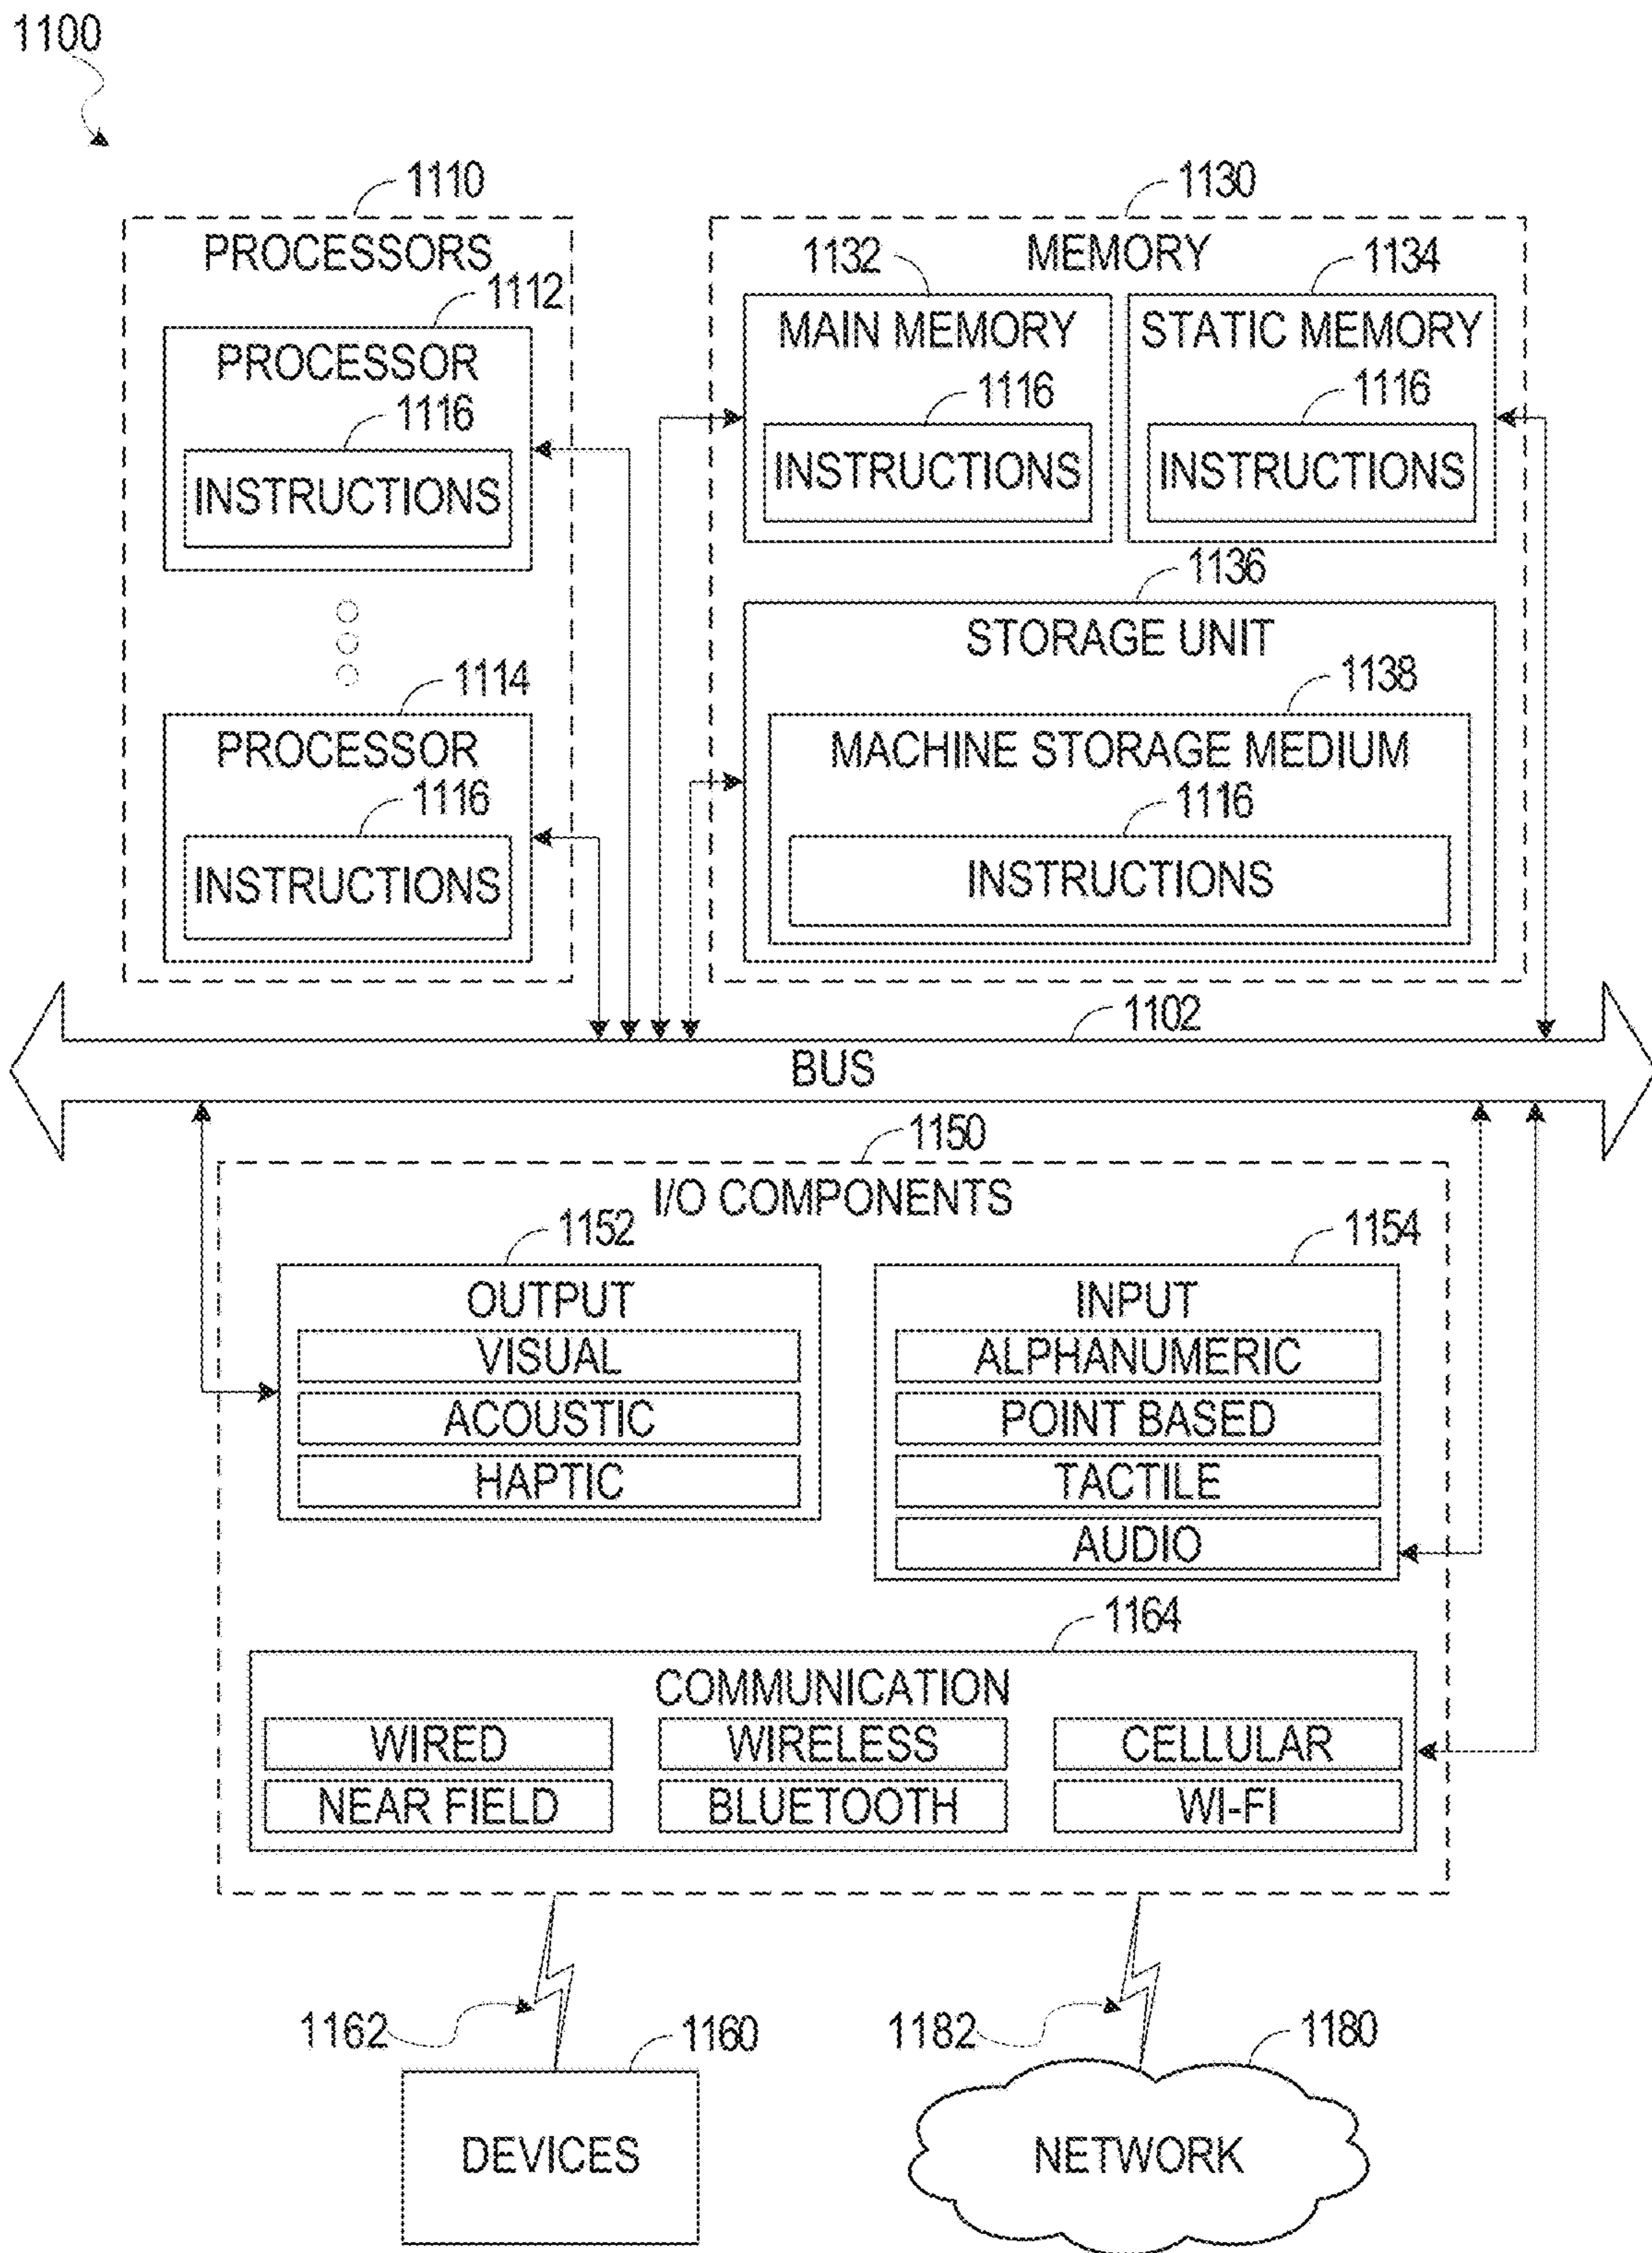 1100
1110
1130
PROCESSORS
1132
MEMORY
1134
1112
MAIN MEMORY
STATIC MEMORY
PROCESSOR
1116
1116
1116
INSTRUCTIONS
INSTRUCTIONS
INSTRUCTIONS
1136
STORAGE UNIT
1114
1138
PROCESSOR
MACHINE STORAGE MEDIUM
1116
1116
INSTRUCTIONS
INSTRUCTIONS
1102
BUS
1150
I/O COMPONENTS
1152
1154
OUTPUT
VISUAL
ACOUSTIC
HAPTIC
INPUT
ALPHANUMERIC
POINT BASED
TACTILE
AUDIO
1164
COMMUNICATION
WIRED
WIRELESS
CELLULAR
NEAR FIELD
BLUETOOTH
WI-FI
1162
1160
1182
1180
DEVICES
NETWORK